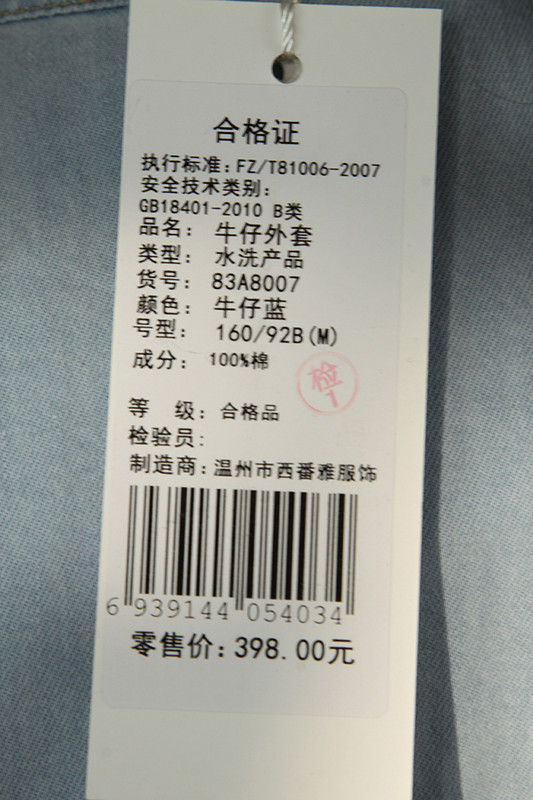 合格证
执行标准：FZ/T81006-2007
安全技术类别：
GB18401-2010 B类
品名：牛仔外套
类型：水洗产品
货号：83A8007
颜色：牛仔蓝
号型：160/92B(M)
成分：100%棉
检
1
等 级：合格品
检验员：
制造商：温州市西番雅服饰
6 939144 054034
零售价：398.00元